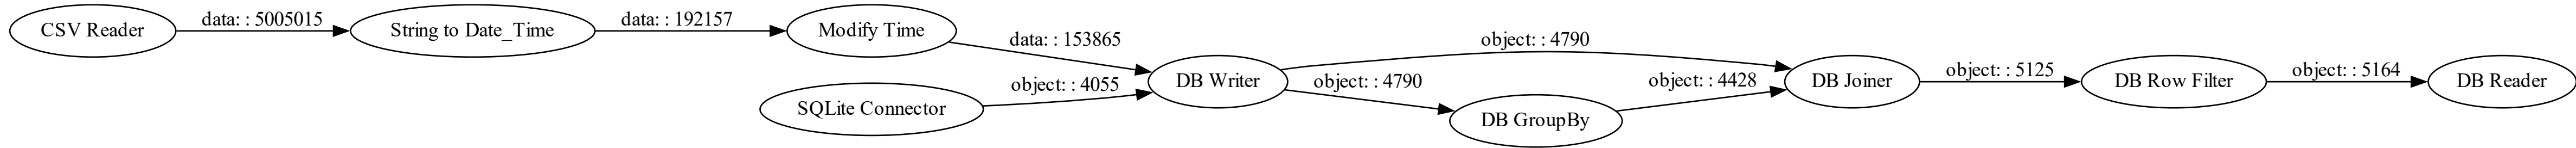 CSV Reader
data: : 5005015
String to Date_Time
data: : 192157
Modify Time
data: : 153865
SQLite Connector
object: : 4055
DB Writer
object: : 4790
object: : 4790
DB GroupBy
object: : 4428
DB Joiner
object: : 5125
DB Row Filter
object: : 5164
DB Reader